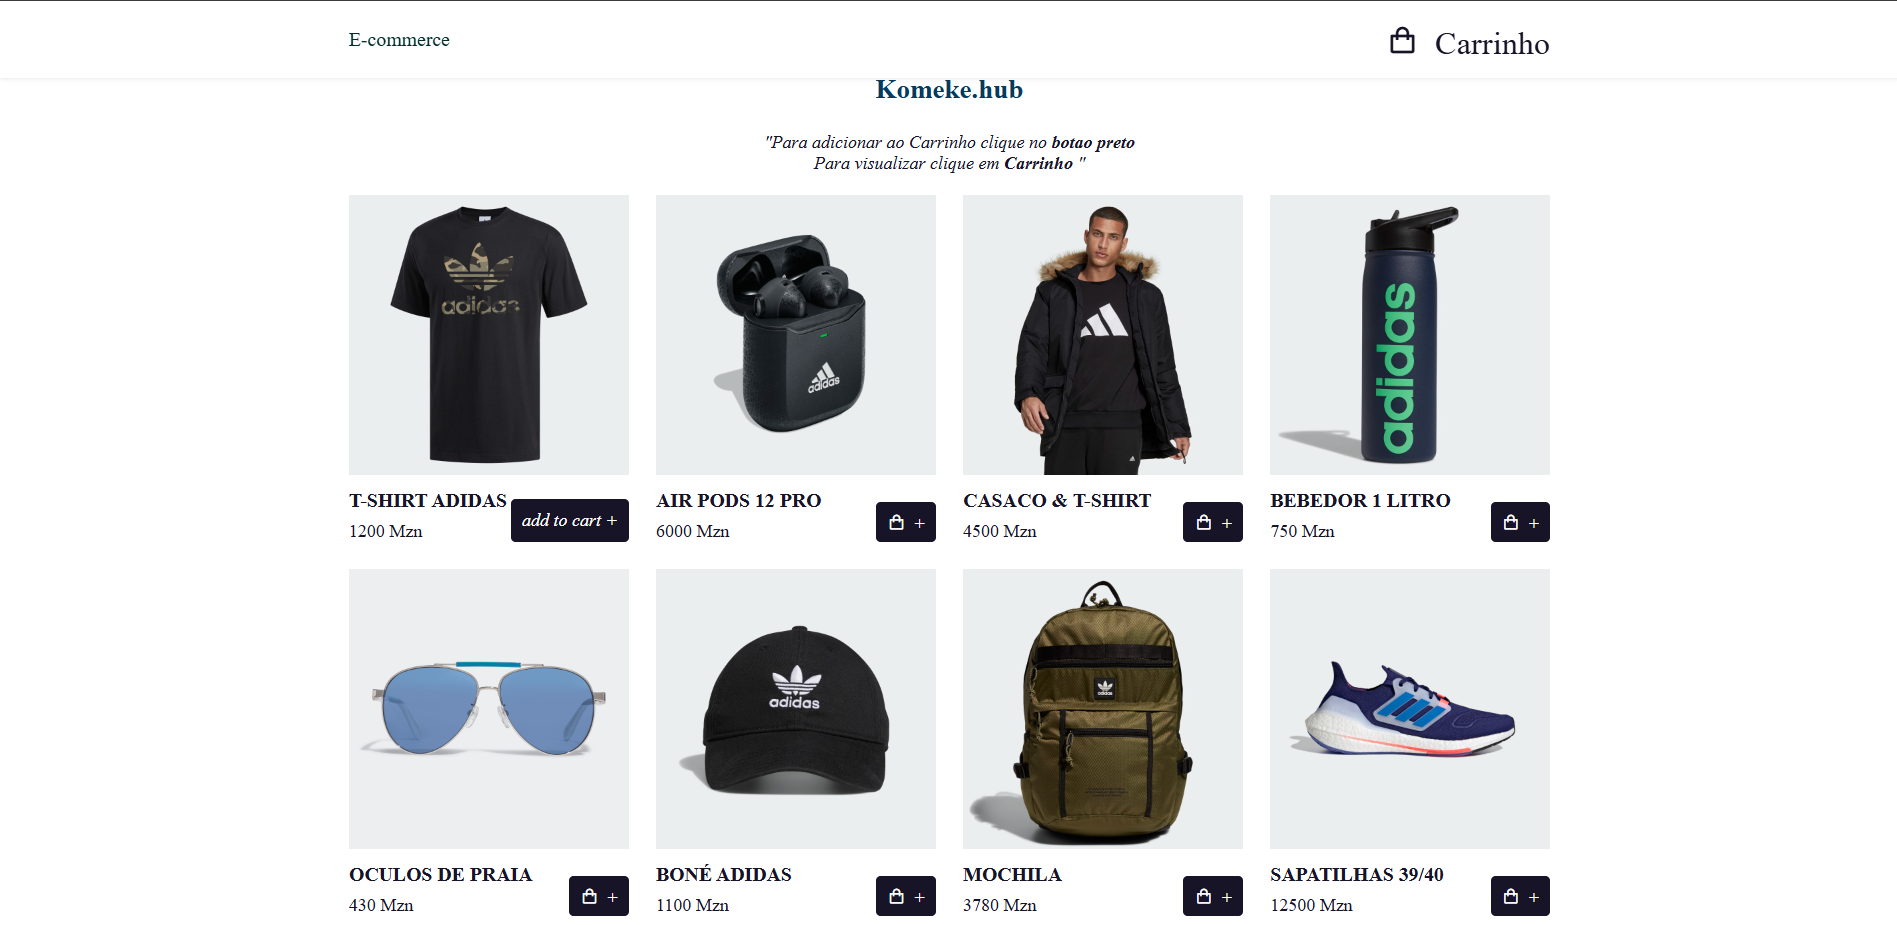 E-commerce
Carrinho
Komeke.hub
"Para adicionar ao Carrinho clique no botao preto
Para visualizar clique em Carrinho "
adidas
adidas
adidas
T-SHIRT ADIDAS
1200 Mzn
add to cart +
AIR PODS 12 PRO
6000 Mzn
+
CASACO & T-SHIRT
4500 Mzn
+
BEBEDOR 1 LITRO
750 Mzn
+
adidas
OCULOS DE PRAIA
430 Mzn
+
BONÉ ADIDAS
1100 Mzn
+
MOCHILA
3780 Mzn
+
SAPATILHAS 39/40
12500 Mzn
+